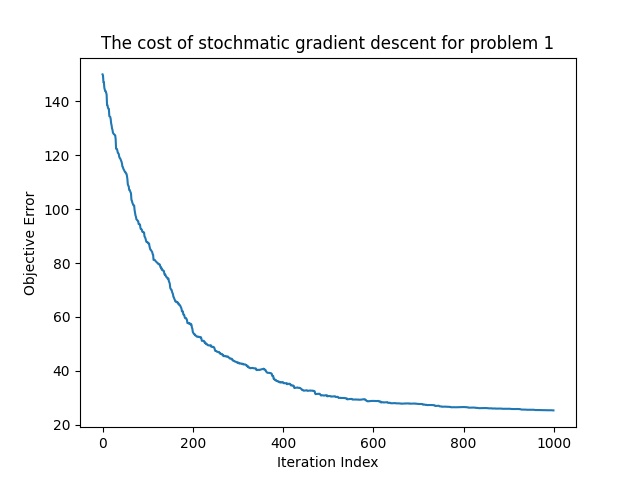 The cost of stochmatic gradient descent for problem 1
140
120
100
80
60
40
20
Objective Error
0 200 400 600 800 1000
Iteration Index